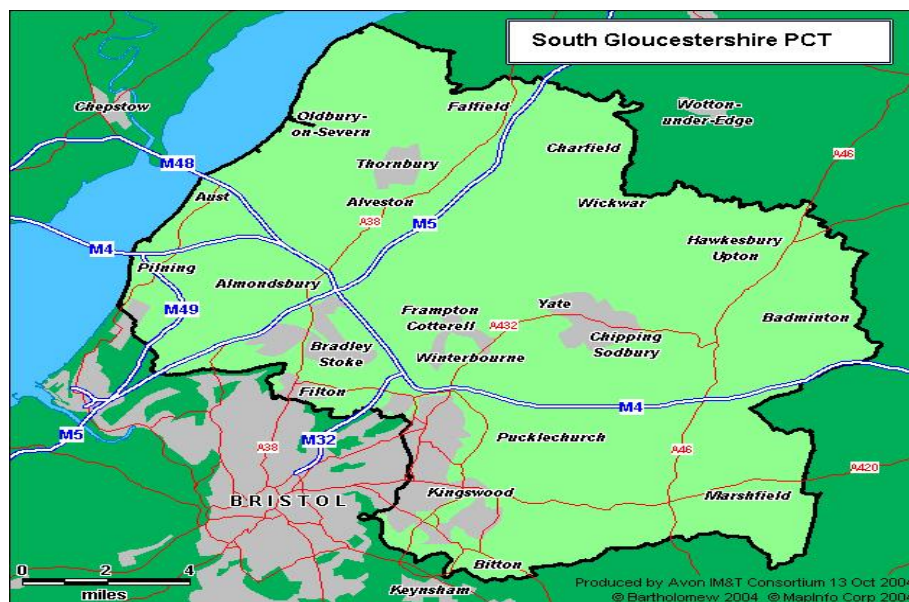 South Gloucestershire PCT
Chepstow
Oldbury-
on-Severn
Falfield
Wotton-
under-Edge
Charfield
A46
M48
Thornbury
Aust
Alveston
Wickwar
A38
M5
Hawkesbury
Upton
M4
Pilning
Almondsbury
M49
Frampton
Cotterell
Yate
A432
Badminton
Bradley
Stoke
Chipping
Sodbury
Winterbourne
Filton
M4
M5
M32
A38
Pucklechurch
A46
A420
BRISTOL
Kingswood
Marshfield
Bitton
0 2 4
miles
Keynsham
Produced by Avon IM&T Consortium 13 Oct 2004
© Bartholomew 2004 © MapInfo Corp 2004